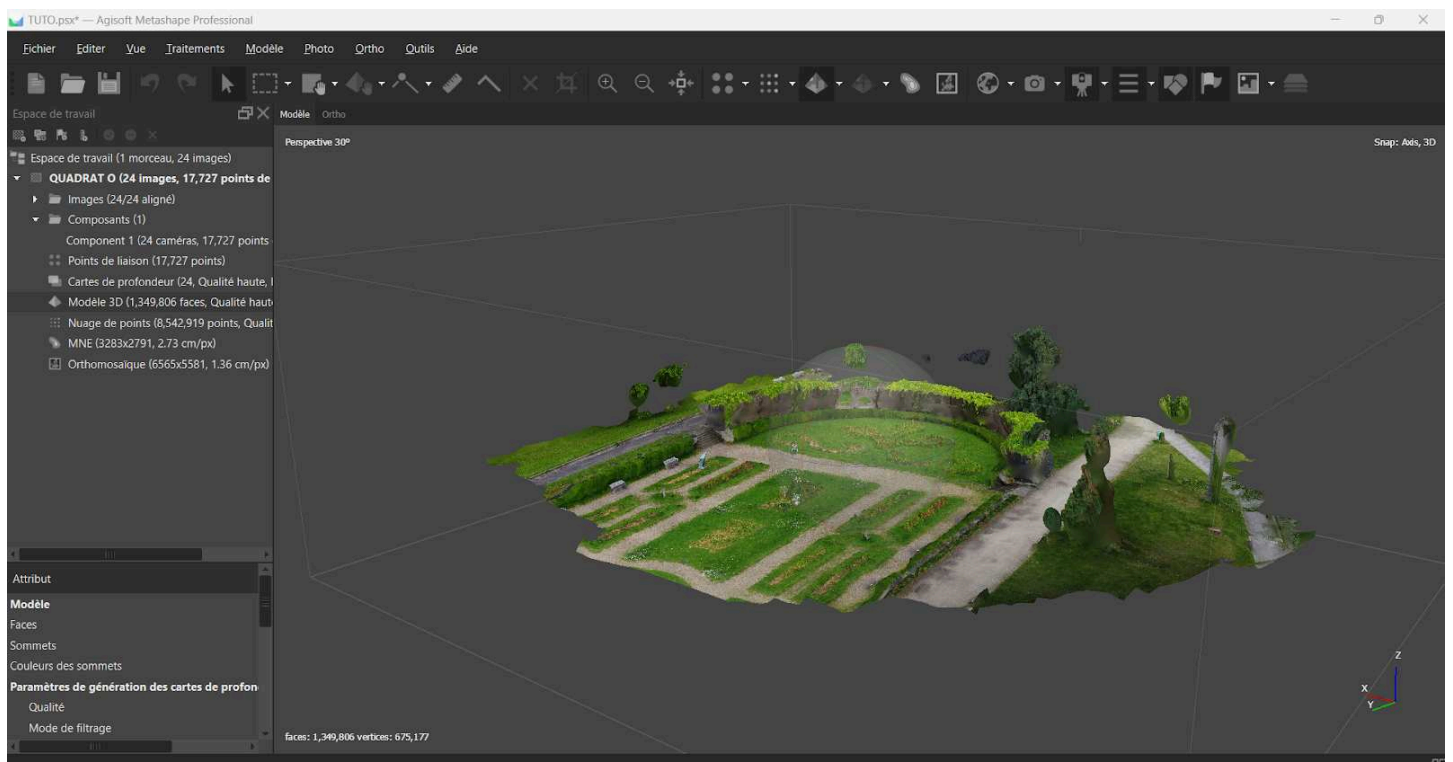 TUTO.psx* — Agisoft Metashape Professional
Fichier Editer Vue Traitements Modèle Photo Ortho Outils Aide
Espace de travail
Modèle Ortho
Perspective 30°
Snap: Axis, 3D
Espace de travail (1 morceau, 24 images)
QUADRAT O (24 images, 17,727 points de
Images (24/24 aligné)
Composants (1)
Component 1 (24 caméras, 17,727 points
Points de liaison (17,727 points)
Cartes de profondeur (24, Qualité haute,
Modèle 3D (1,349,806 faces, Qualité haut
Nuage de points (8,542,919 points, Qualit
MNE (3283x2791, 2.73 cm/px)
Orthomosaïque (6565x5581, 1.36 cm/px)
Attribut
Modèle
Faces
Sommets
Couleurs des sommets
Paramètres de génération des cartes de profon
Qualité
Mode de filtrage
faces: 1,349,806 vertices: 675,177
Z
X
Y